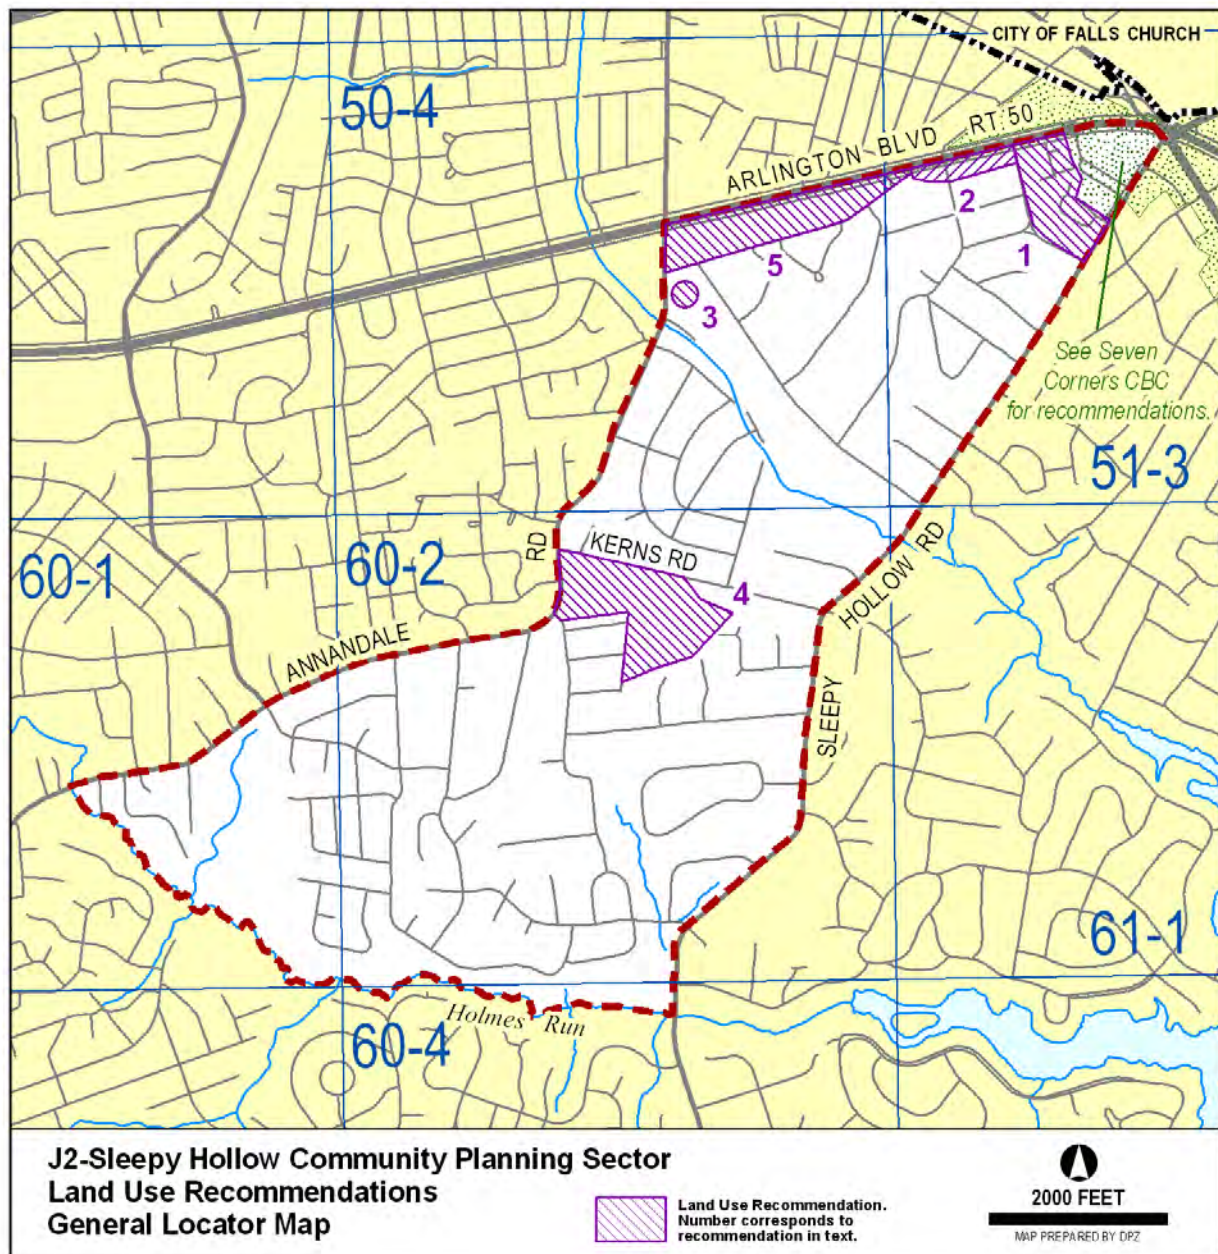 CITY OF FALLS CHURCH
50-4
ARLINGTON BLVD RT 50
2
1
5
3
See Seven
Corners CBC
for recommendations.
51-3
60-1
60-2
RD
KERNS RD
4
HOLLOW RD
ANNANDALE
SLEEPY
61-1
Holmes Run
60-4
J2-Sleepy Hollow Community Planning Sector
Land Use Recommendations
General Locator Map
Land Use Recommendation.
Number corresponds to
recommendation in text.
2000 FEET
MAP PREPARED BY DPZ